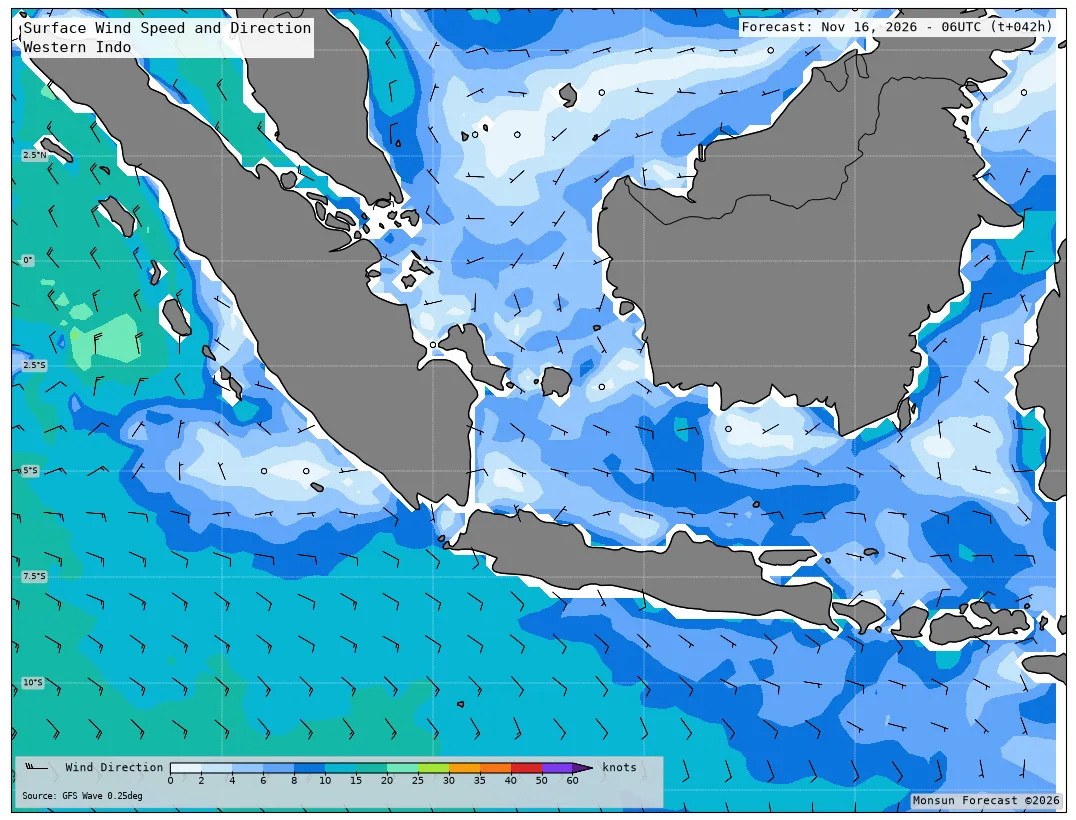 Surface Wind Speed and Direction
Western Indo
Forecast: Nov 16, 2026 - 06UTC (t+042h)
2.5°N
0°
2.5°S
5°S
7.5°S
10°S
Wind Direction
0 2 4 6 8 10 15 20 25 30 35 40 50 60
knots
Source: GFS Wave 0.25deg
Monsun Forecast ©2026